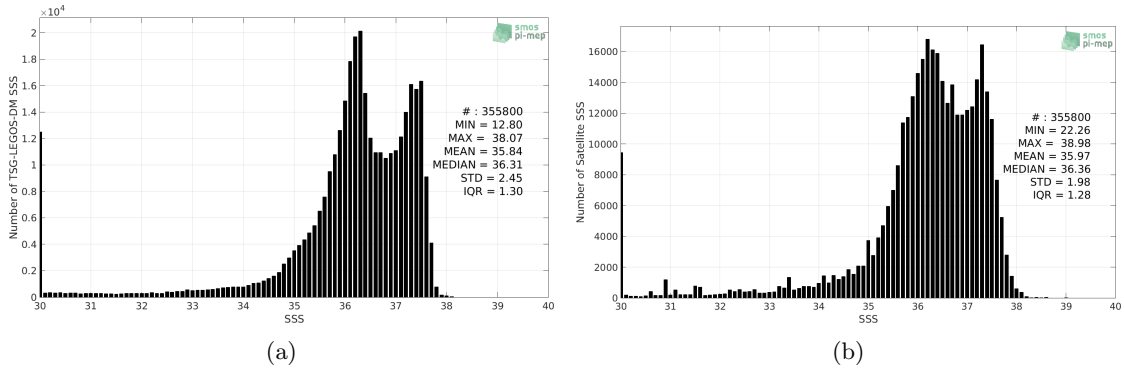 ×10⁴
smos
pi-mep
2
1.8
1.6
1.4
1.2
1
0.8
0.6
0.4
0.2
0
Number of TSG-LEGOS-DM SSS
# : 355800
MIN = 12.80
MAX = 38.07
MEAN = 35.84
MEDIAN = 36.31
STD = 2.45
IQR = 1.30
30 31 32 33 34 35 36 37 38 39 40
SSS
(a)
smos
pi-mep
16000
14000
12000
10000
8000
6000
4000
2000
0
Number of Satellite SSS
# : 355800
MIN = 22.26
MAX = 38.98
MEAN = 35.97
MEDIAN = 36.36
STD = 1.98
IQR = 1.28
30 31 32 33 34 35 36 37 38 39 40
SSS
(b)